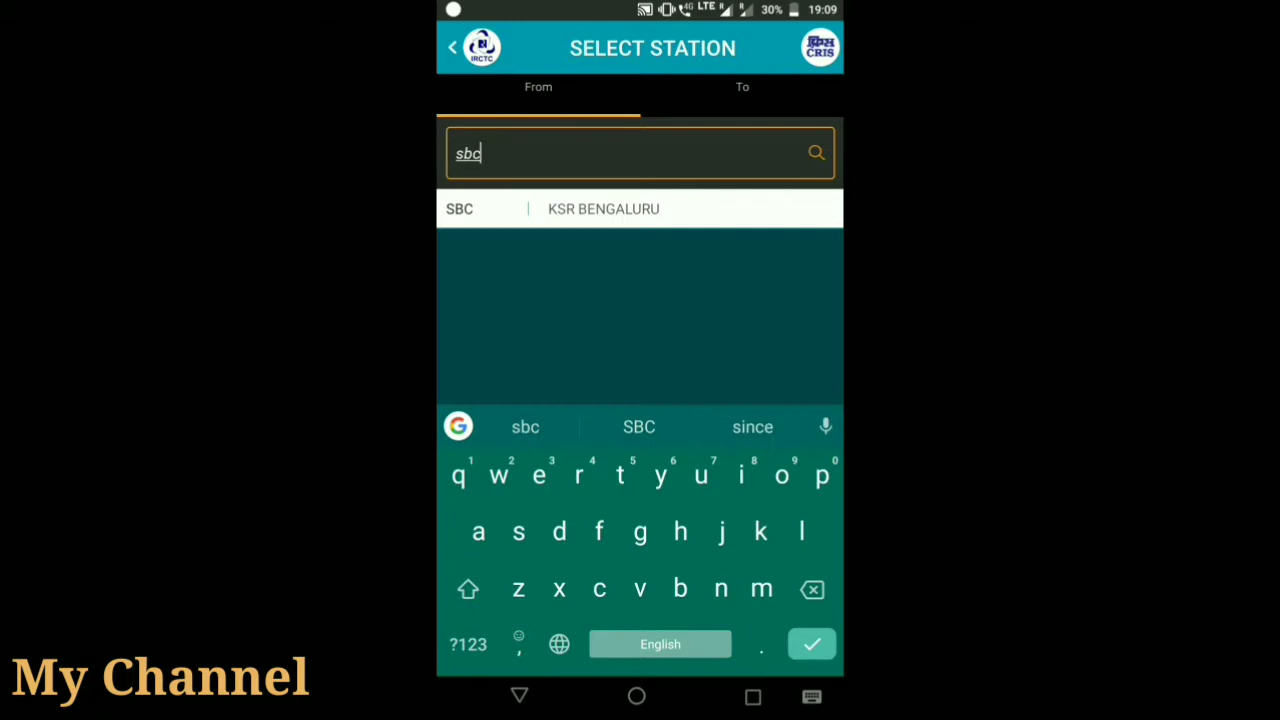 4G LTE R R 30% 19:09
IRCTC
SELECT STATION
क्रिस
CRIS
From To
sbc
SBC | KSR BENGALURU
G sbc SBC since
1 2 3 4 5 6 7 8 9 0
q w e r t y u i o p
a s d f g h j k l
z x c v b n m
?123 , English .
My Channel